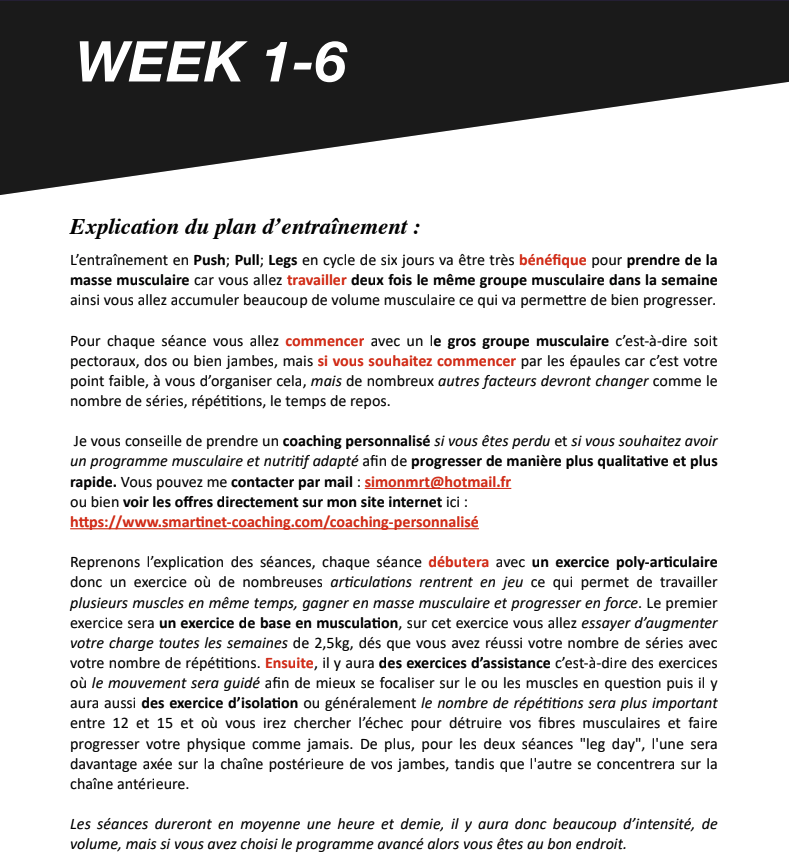 WEEK 1-6
Explication du plan d’entraînement :
L’entraînement en Push; Pull; Legs en cycle de six jours va être très bénéfique pour prendre de la
masse musculaire car vous allez travailler deux fois le même groupe musculaire dans la semaine
ainsi vous allez accumuler beaucoup de volume musculaire ce qui va permettre de bien progresser.
Pour chaque séance vous allez commencer avec un le gros groupe musculaire c’est-à-dire soit
pectoraux, dos ou bien jambes, mais si vous souhaitez commencer par les épaules car c’est votre
point faible, à vous d’organiser cela, mais de nombreux autres facteurs devront changer comme le
nombre de séries, répétitions, le temps de repos.
Je vous conseille de prendre un coaching personnalisé si vous êtes perdu et si vous souhaitez avoir
un programme musculaire et nutritif adapté afin de progresser de manière plus qualitative et plus
rapide. Vous pouvez me contacter par mail : simonmrt@hotmail.fr
ou bien voir les offres directement sur mon site internet ici :
https://www.smartinet-coaching.com/coaching-personnalisé
Reprenons l’explication des séances, chaque séance débutera avec un exercice poly-articulaire
donc un exercice où de nombreuses articulations rentrent en jeu ce qui permet de travailler
plusieurs muscles en même temps, gagner en masse musculaire et progresser en force. Le premier
exercice sera un exercice de base en musculation, sur cet exercice vous allez essayer d’augmenter
votre charge toutes les semaines de 2,5kg, dés que vous avez réussi votre nombre de séries avec
votre nombre de répétitions. Ensuite, il y aura des exercices d’assistance c’est-à-dire des exercices
où le mouvement sera guidé afin de mieux se focaliser sur le ou les muscles en question puis il y
aura aussi des exercice d’isolation ou généralement le nombre de répétitions sera plus important
entre 12 et 15 et où vous irez chercher l’échec pour détruire vos fibres musculaires et faire
progresser votre physique comme jamais. De plus, pour les deux séances "leg day", l'une sera
davantage axée sur la chaîne postérieure de vos jambes, tandis que l'autre se concentrera sur la
chaîne antérieure.
Les séances dureront en moyenne une heure et demie, il y aura donc beaucoup d’intensité, de
volume, mais si vous avez choisi le programme avancé alors vous êtes au bon endroit.